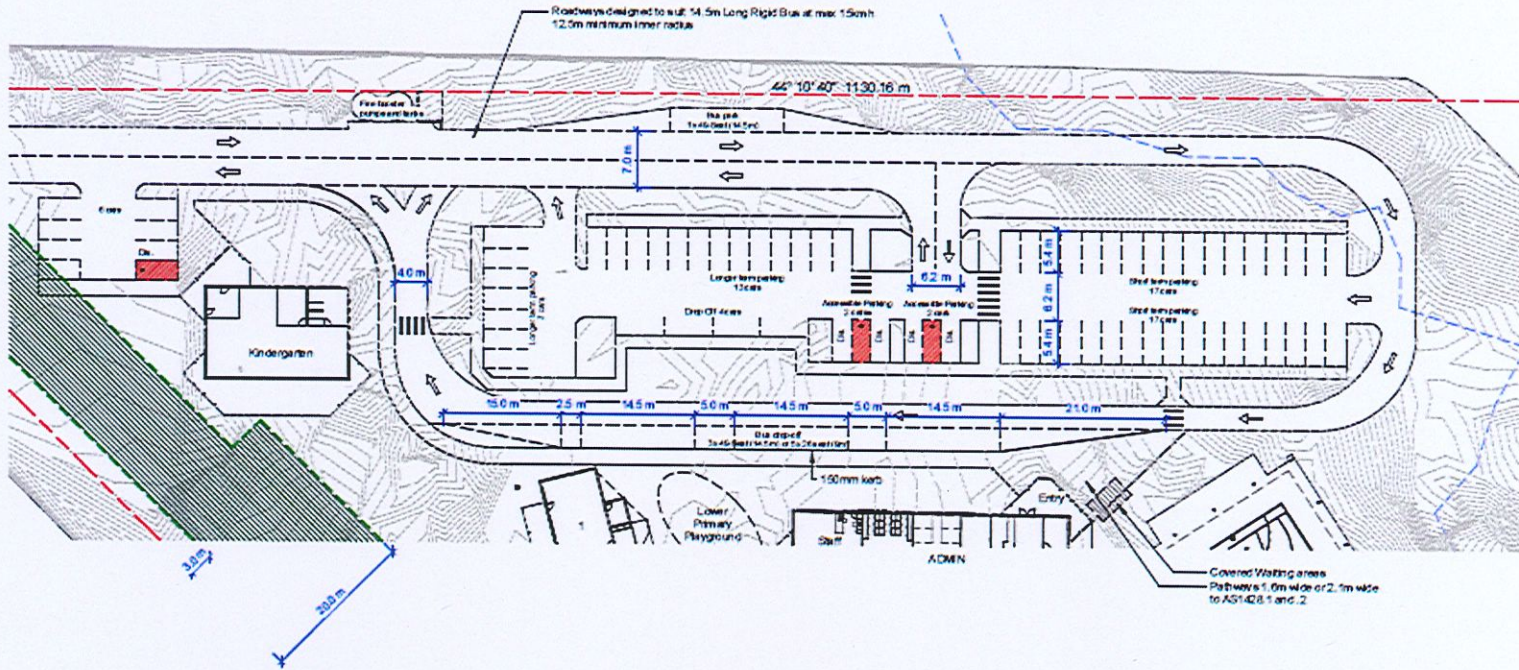 Roadways designed to suit 14.5m Long Rigid Bus at max 15kmh
12.5m minimum inner radius
44° 10' 40" 1130.16 m
Bus park
7.0 m
6 cars
Dis.
4.0 m
Kindergarten
Longer term parking
Longer term parking
13 cars
Drop Off 4 cars
Accessible Parking
2 cars
Accessible Parking
2 cars
Dis.
Dis.
Dis.
Dis.
6.2 m
5.4 m
6.2 m
5.4 m
Short term parking
17 cars
Short term parking
17 cars
15.0 m
2.5 m
14.5 m
5.0 m
14.5 m
5.0 m
14.5 m
21.0 m
Bus drop off
150mm kerb
1
Lower
Primary
Playground
Staff
ADMIN
Entry
Covered Waiting areas
Pathways 1.6m wide or 2.1m wide
to AS1428.1 and .2
3.0 m
20.0 m